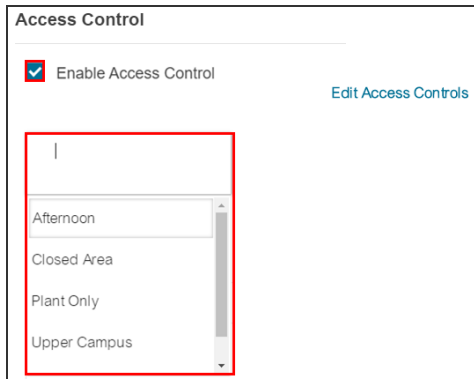 Access Control
Enable Access Control
Edit Access Controls
Afternoon
Closed Area
Plant Only
Upper Campus